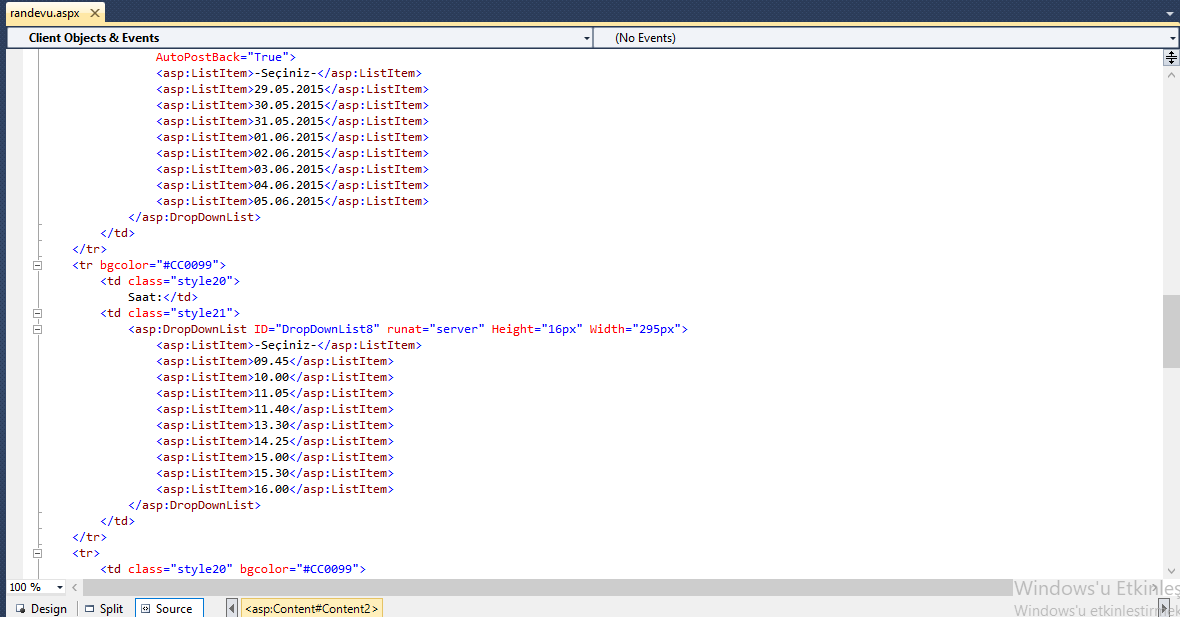 randevu.aspx
Client Objects & Events
(No Events)
AutoPostBack="True">
<asp:ListItem>-Seçiniz-</asp:ListItem>
<asp:ListItem>29.05.2015</asp:ListItem>
<asp:ListItem>30.05.2015</asp:ListItem>
<asp:ListItem>31.05.2015</asp:ListItem>
<asp:ListItem>01.06.2015</asp:ListItem>
<asp:ListItem>02.06.2015</asp:ListItem>
<asp:ListItem>03.06.2015</asp:ListItem>
<asp:ListItem>04.06.2015</asp:ListItem>
<asp:ListItem>05.06.2015</asp:ListItem>
</asp:DropDownList>
</td>
</tr>
<tr bgcolor="#CC0099">
<td class="style20">
Saat:</td>
<td class="style21">
<asp:DropDownList ID="DropDownList8" runat="server" Height="16px" Width="295px">
<asp:ListItem>-Seçiniz-</asp:ListItem>
<asp:ListItem>09.45</asp:ListItem>
<asp:ListItem>10.00</asp:ListItem>
<asp:ListItem>11.05</asp:ListItem>
<asp:ListItem>11.40</asp:ListItem>
<asp:ListItem>13.30</asp:ListItem>
<asp:ListItem>14.25</asp:ListItem>
<asp:ListItem>15.00</asp:ListItem>
<asp:ListItem>15.30</asp:ListItem>
<asp:ListItem>16.00</asp:ListItem>
</asp:DropDownList>
</td>
</tr>
<tr>
<td class="style20" bgcolor="#CC0099">
100 %
Windows'u Etkinleş
Design Split Source <asp:Content#Content2>
Windows'u etkinleştirmek